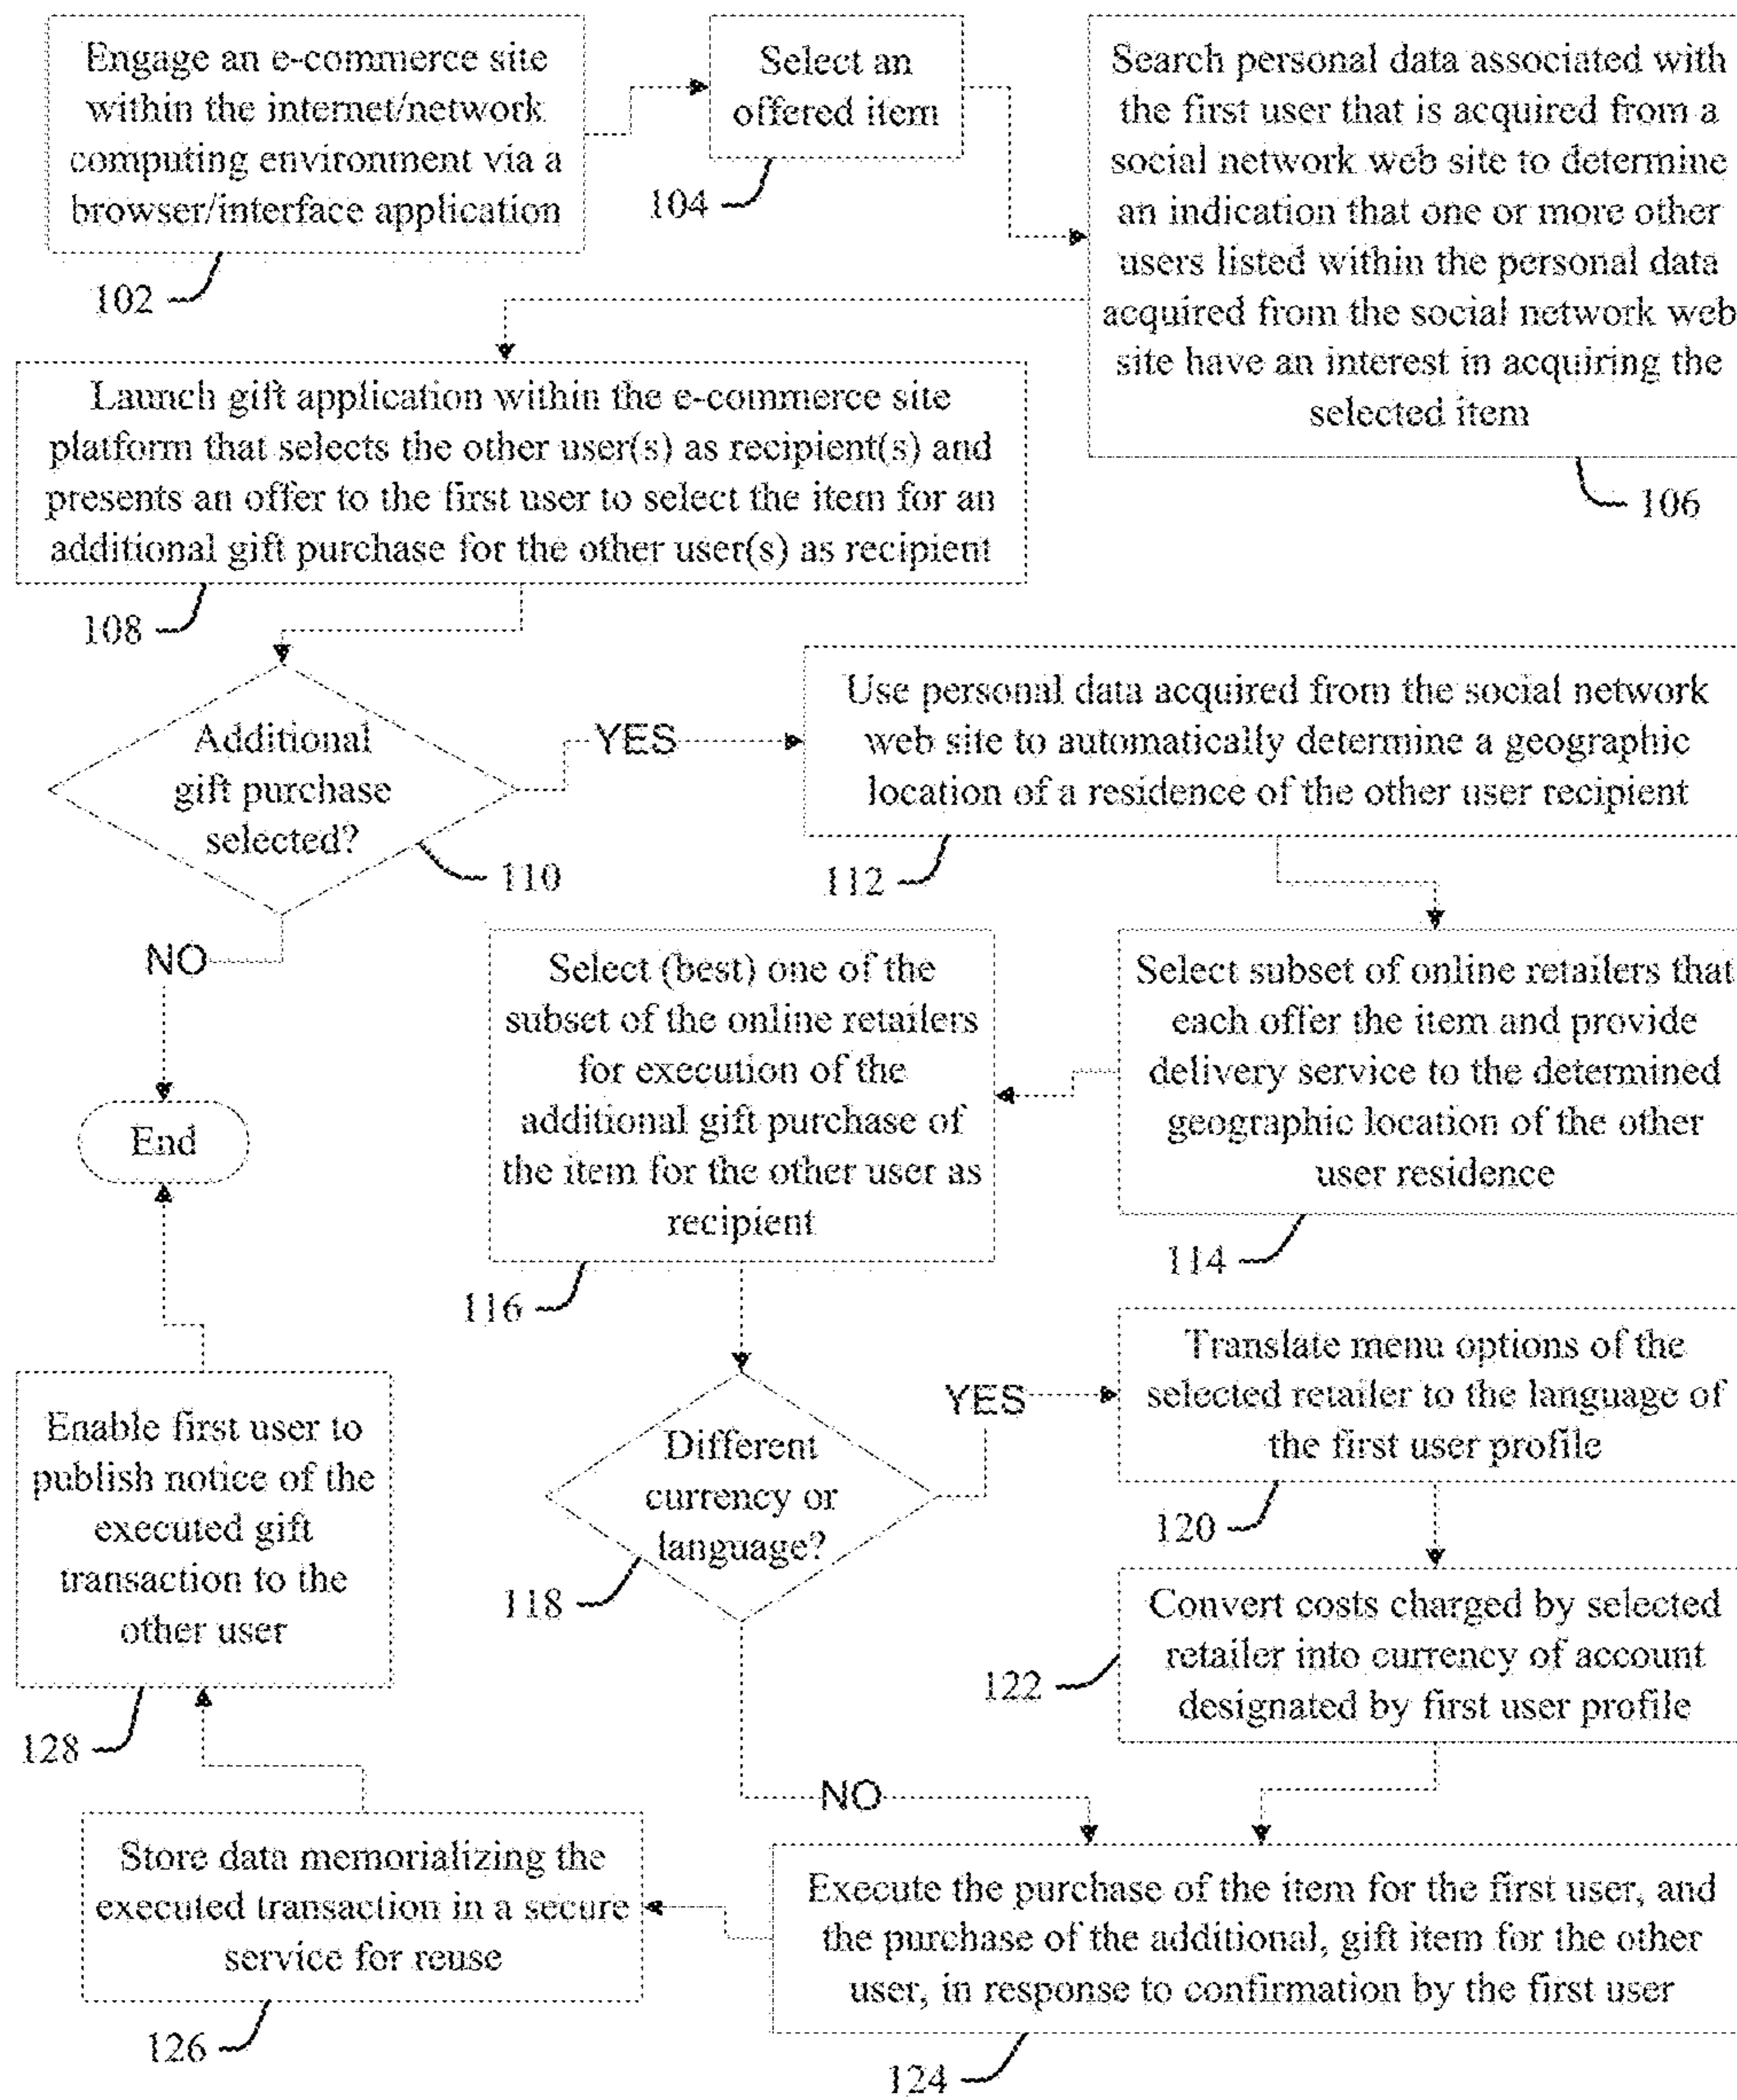 Engage an e-commerce site
within the internet/network
computing environment via a
browser/interface application
102
Select an
offered item
104
Search personal data associated with
the first user that is acquired from a
social network web site to determine
an indication that one or more other
users listed within the personal data
acquired from the social network web
site have an interest in acquiring the
selected item
106
Launch gift application within the e-commerce site
platform that selects the other user(s) as recipient(s) and
presents an offer to the first user to select the item for an
additional gift purchase for the other user(s) as recipient
108
Additional
gift purchase
selected?
110
YES
NO
Use personal data acquired from the social network
web site to automatically determine a geographic
location of a residence of the other user recipient
112
Select subset of online retailers that
each offer the item and provide
delivery service to the determined
geographic location of the other
user residence
114
Select (best) one of the
subset of the online retailers
for execution of the
additional gift purchase of
the item for the other user as
recipient
116
End
Different
currency or
language?
118
YES
NO
Translate menu options of the
selected retailer to the language of
the first user profile
120
Convert costs charged by selected
retailer into currency of account
designated by first user profile
122
Execute the purchase of the item for the first user, and
the purchase of the additional, gift item for the other
user, in response to confirmation by the first user
124
Store data memorializing the
executed transaction in a secure
service for reuse
126
Enable first user to
publish notice of the
executed gift
transaction to the
other user
128